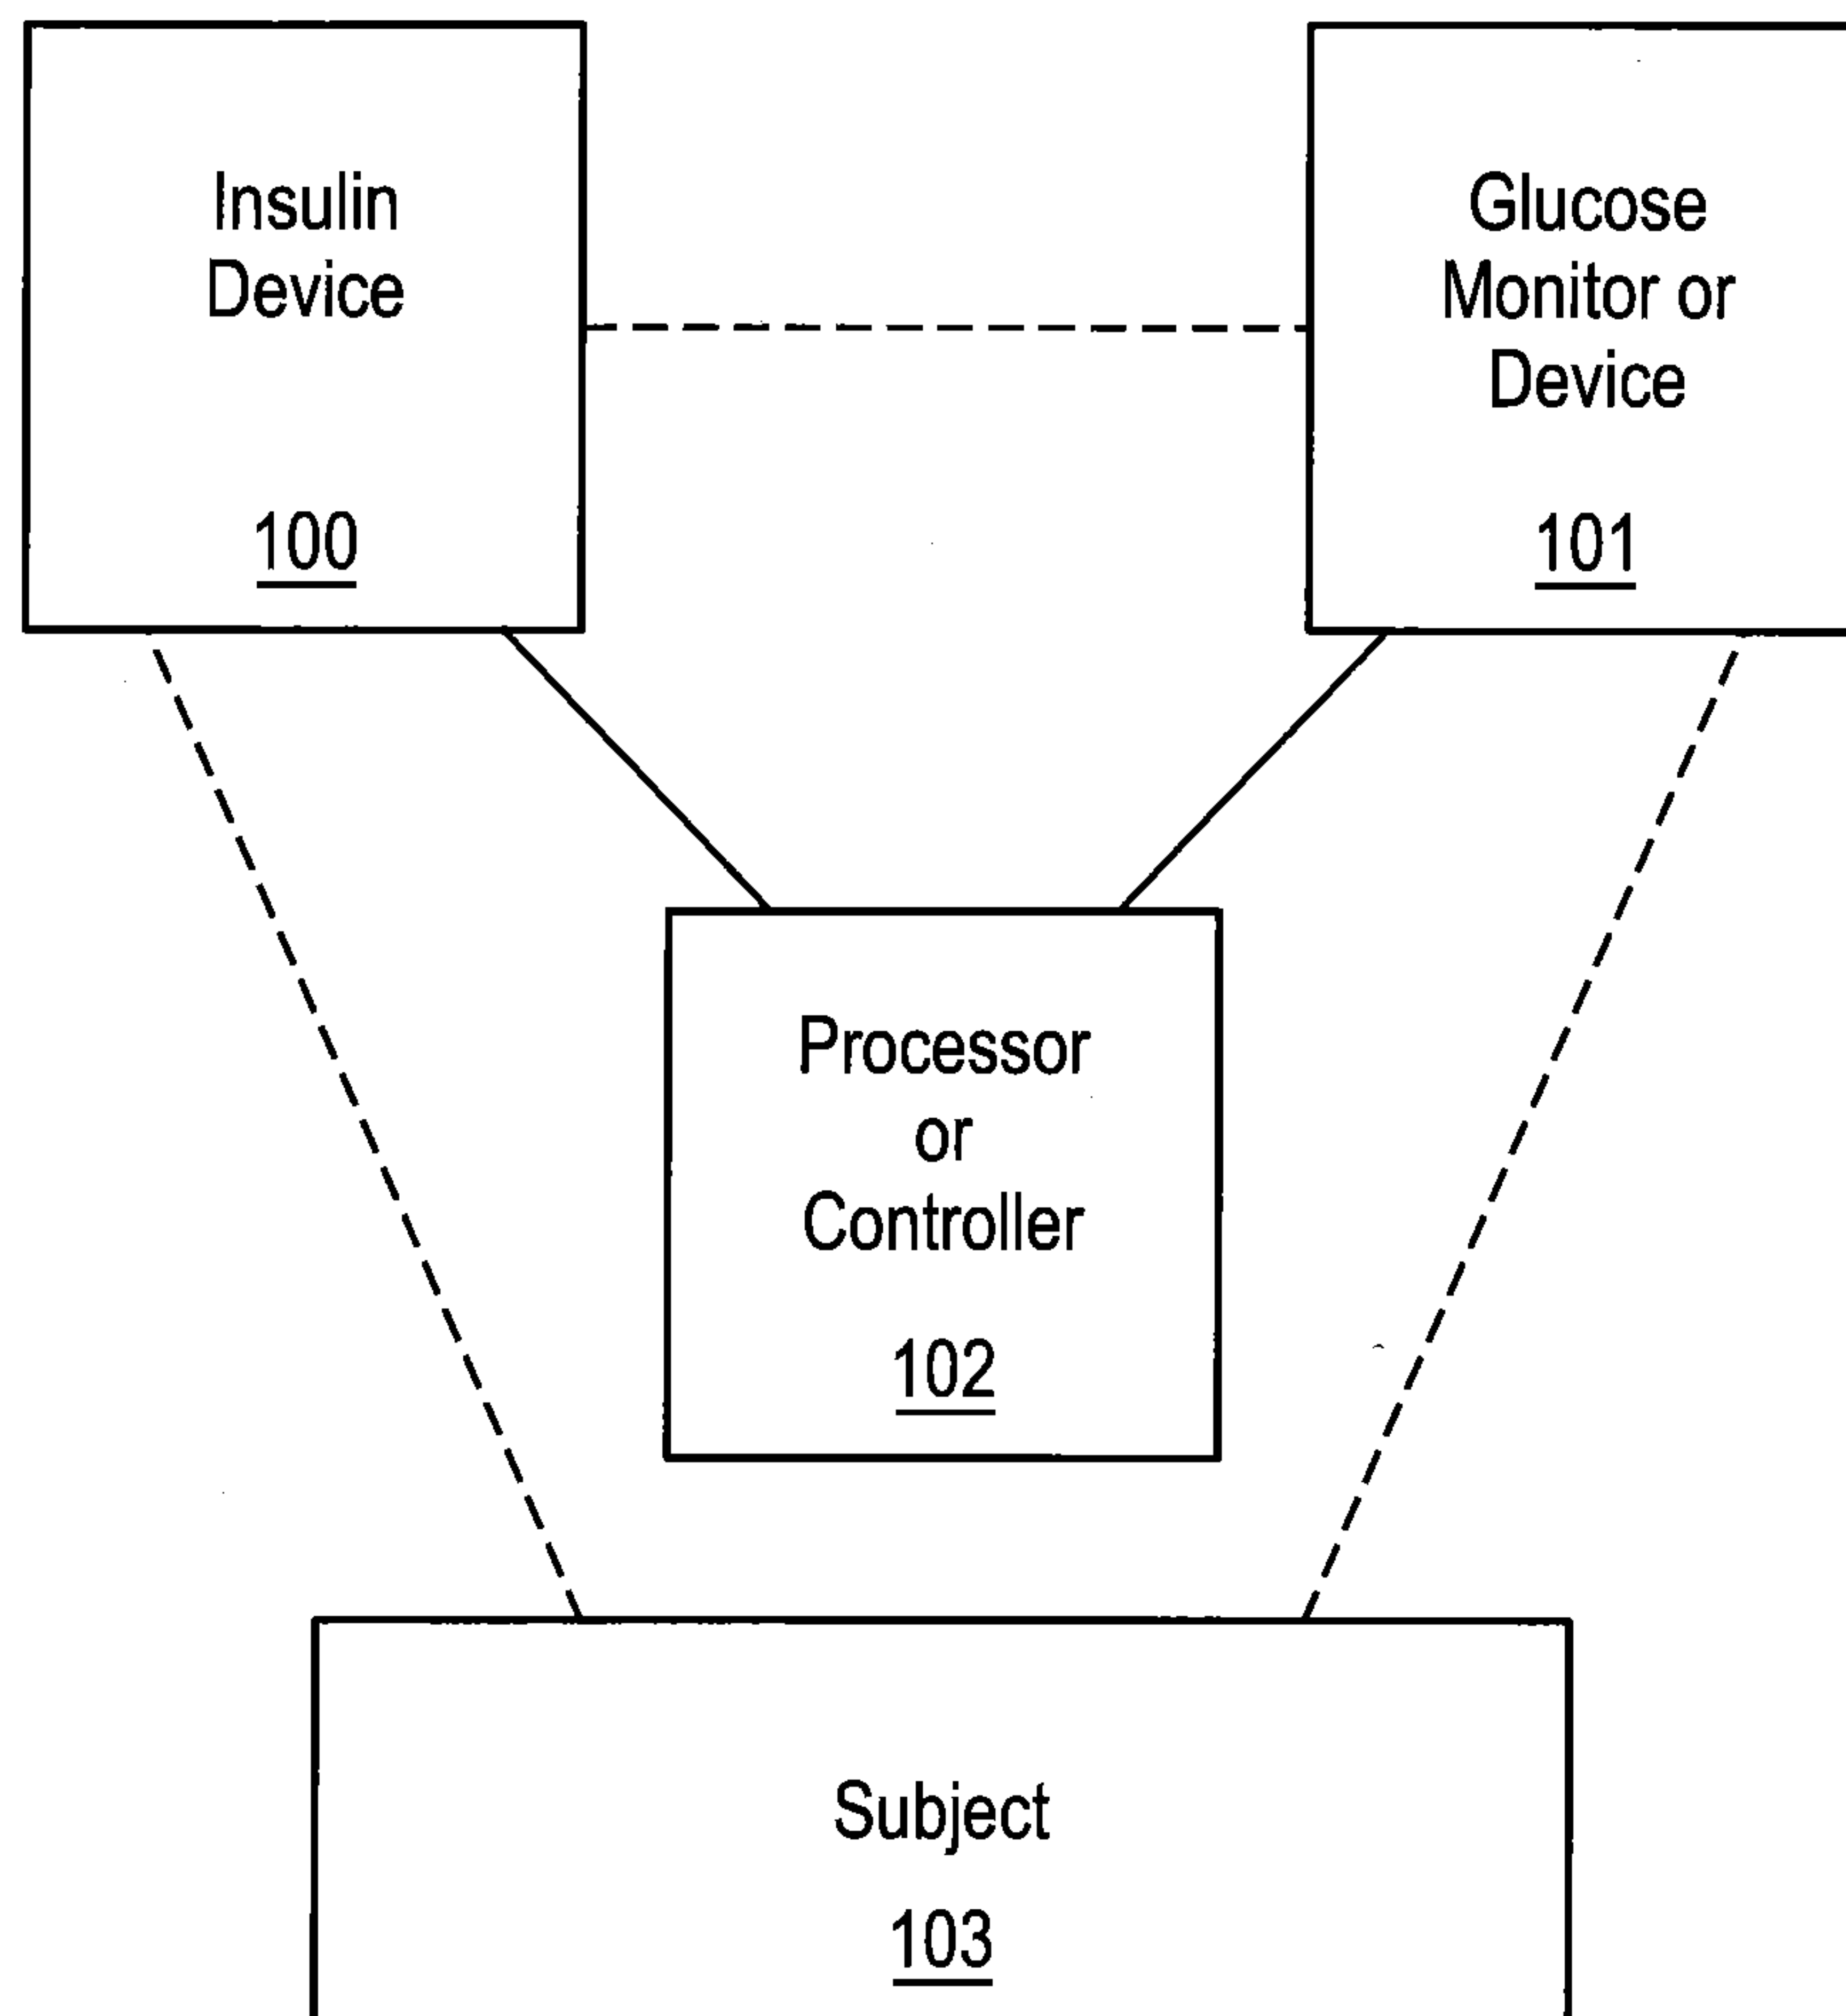 Insulin
Device
100
Glucose
Monitor or
Device
101
Processor
or
Controller
102
Subject
103